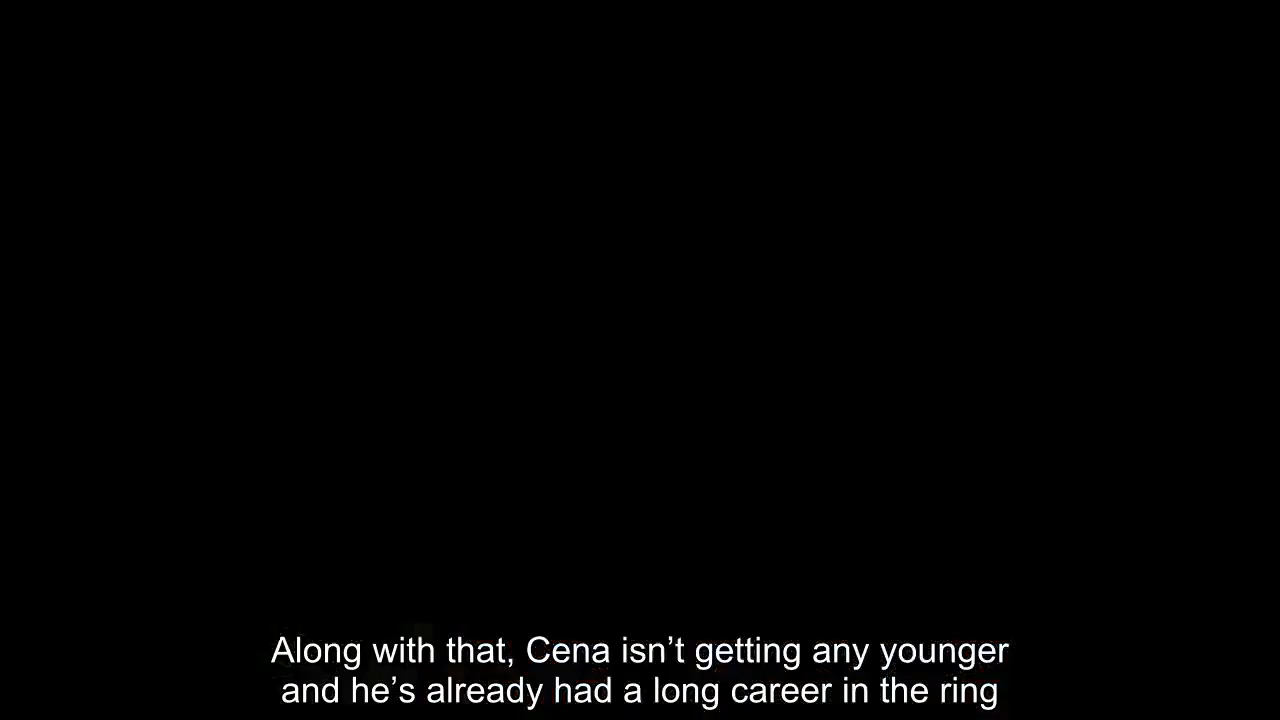 Along with that, Cena isn’t getting any younger
and he’s already had a long career in the ring